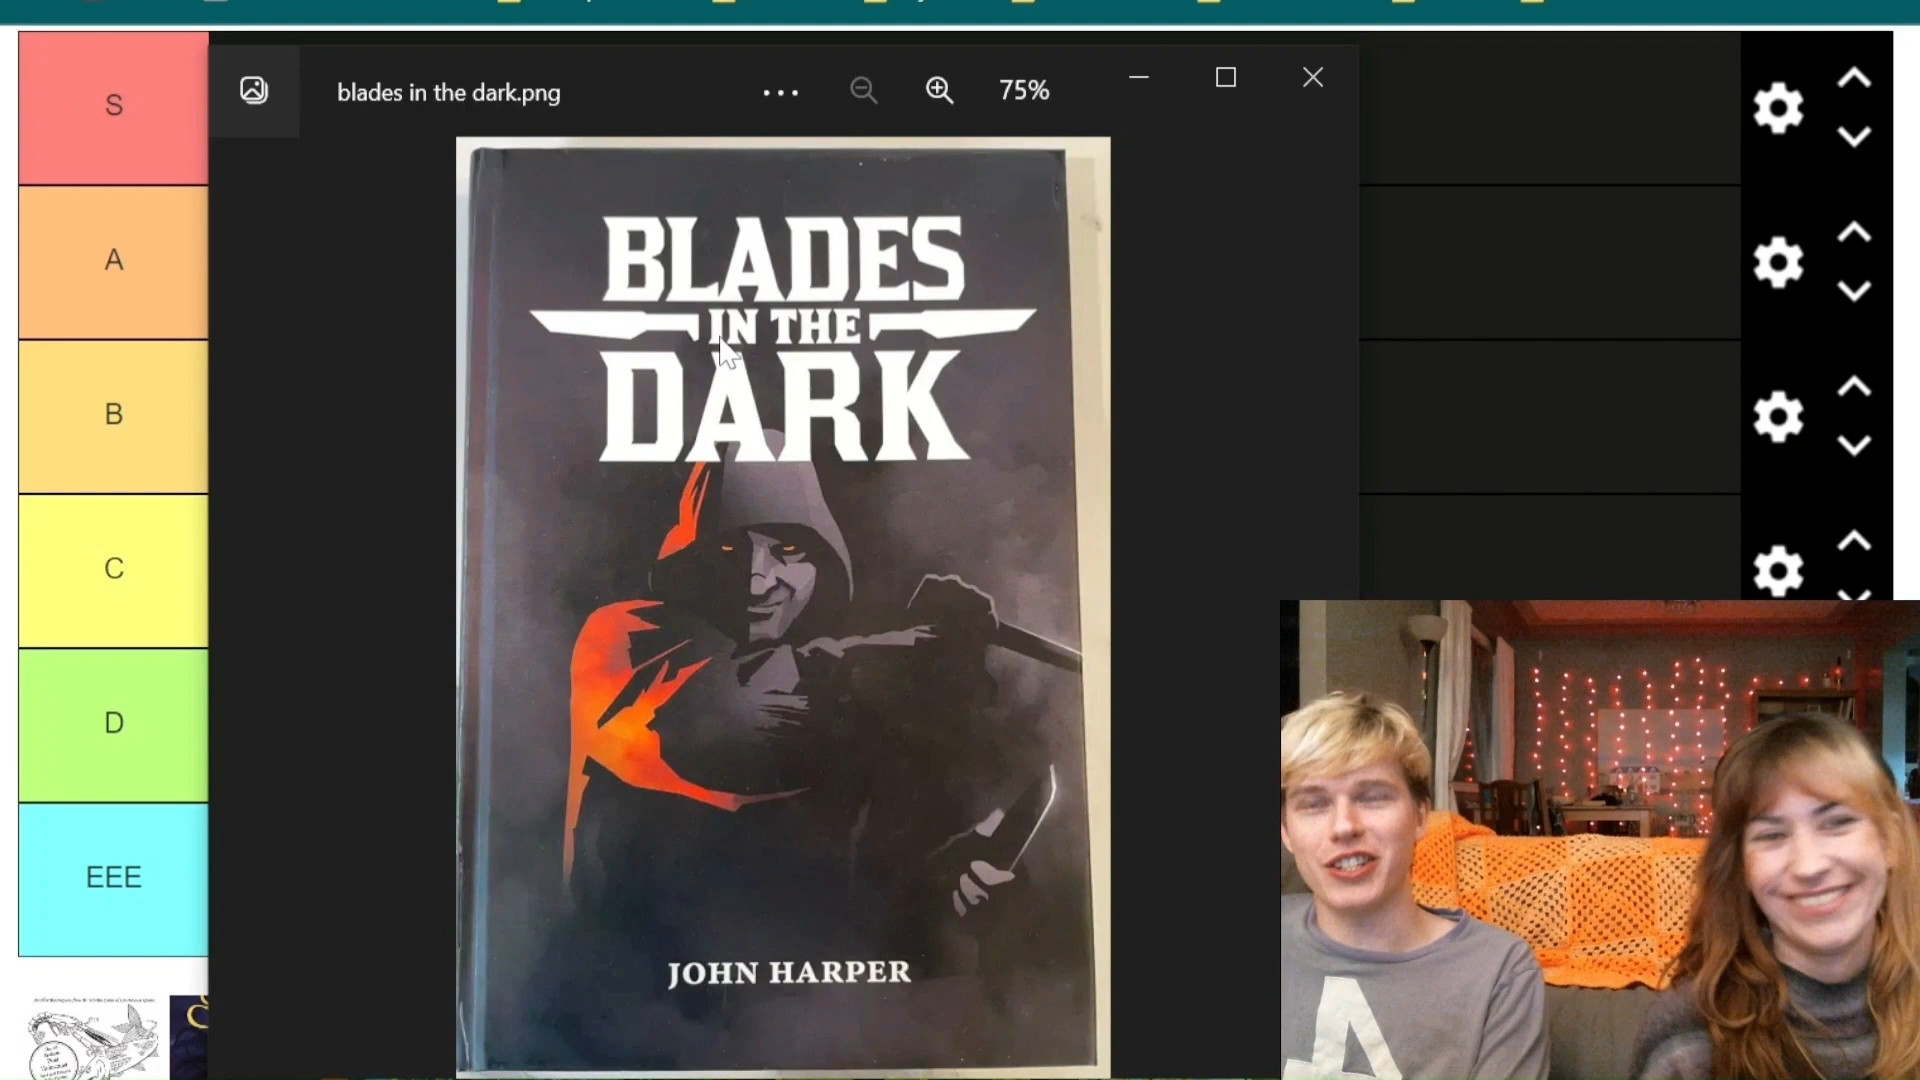 S
A
B
C
D
EEE
blades in the dark.png
75%
BLADES
IN THE
DARK
JOHN HARPER
A